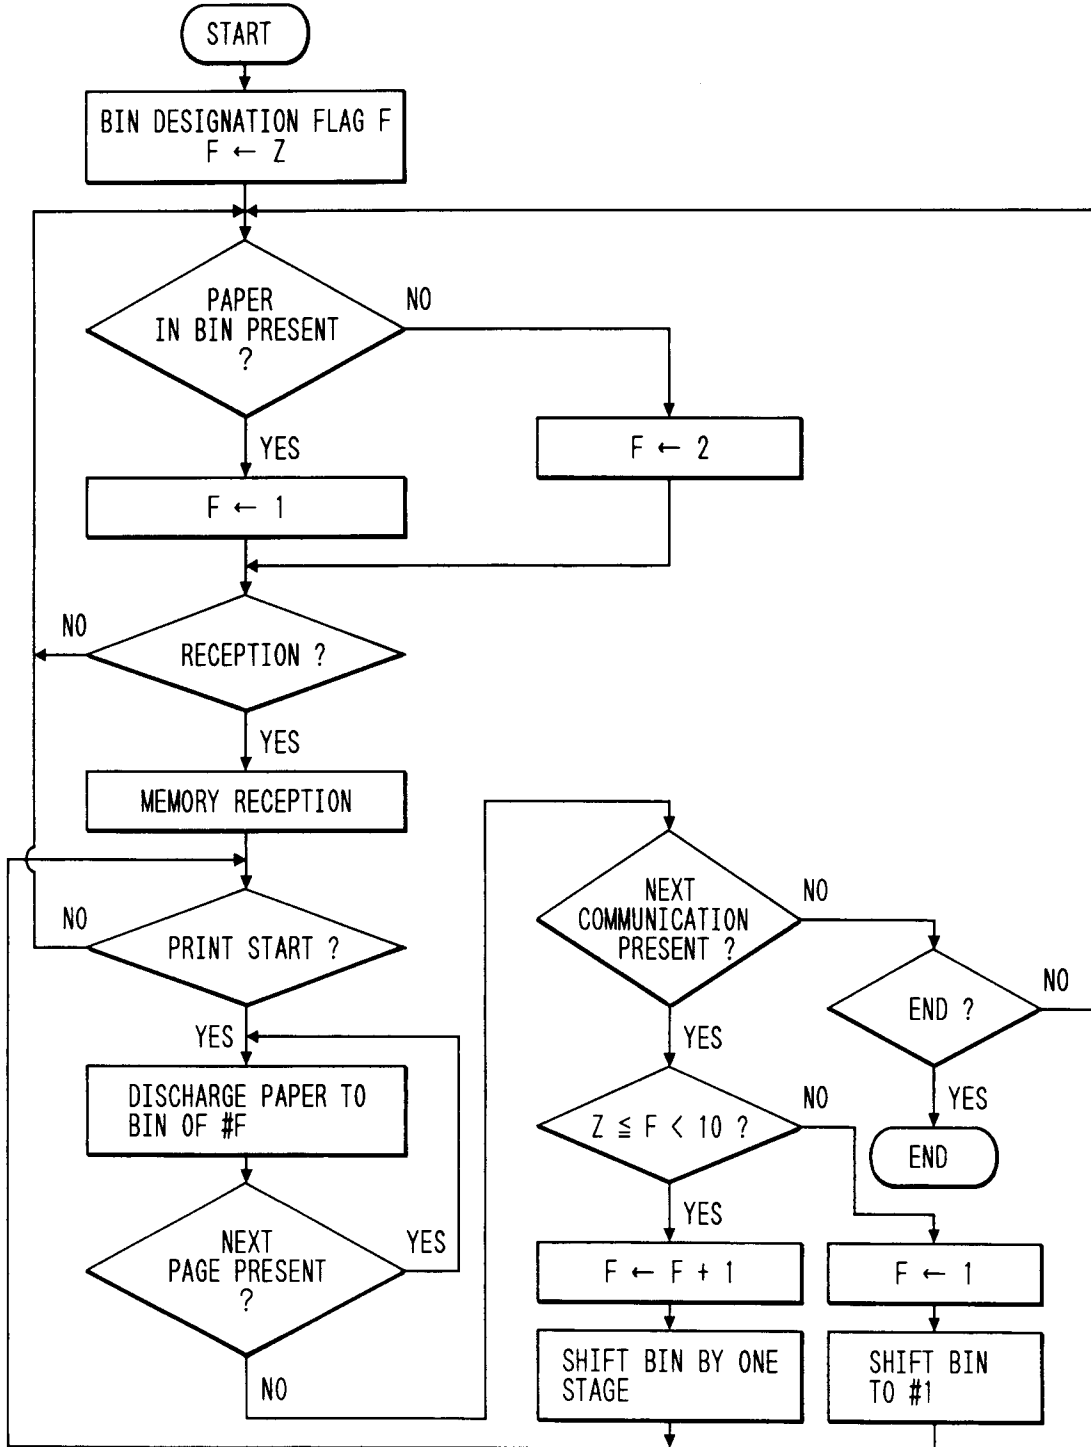 START
BIN DESIGNATION FLAG F
F ← Z
PAPER
IN BIN PRESENT
?
NO
YES
F ← 2
F ← 1
NO
RECEPTION ?
YES
MEMORY RECEPTION
NO
PRINT START ?
YES
DISCHARGE PAPER TO
BIN OF #F
NEXT
PAGE PRESENT
?
YES
NO
NEXT
COMMUNICATION
PRESENT ?
NO
YES
END ?
NO
YES
END
Z ≦ F < 10 ?
NO
YES
F ← F + 1
F ← 1
SHIFT BIN BY ONE
STAGE
SHIFT BIN
TO #1